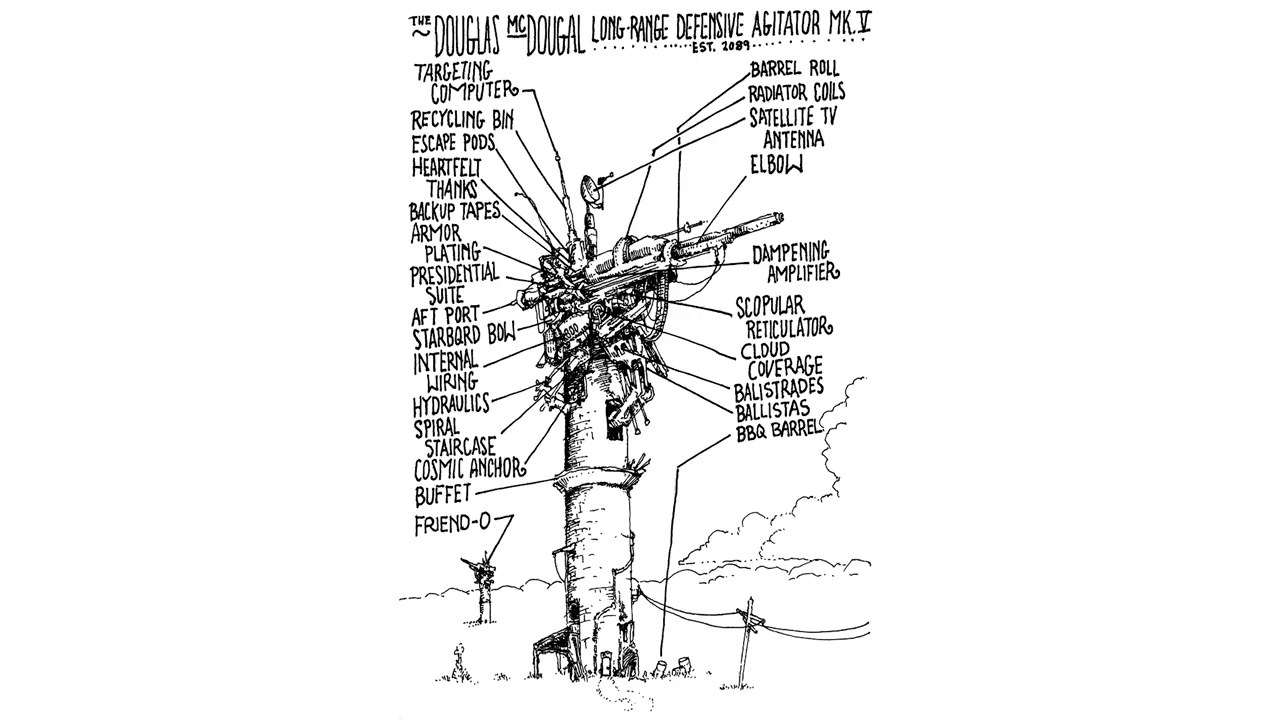 THE DOUGLAS MCDOUGAL LONG-RANGE DEFENSIVE AGITATOR MK.V
EST. 2089
TARGETING
COMPUTER
RECYCLING BIN
ESCAPE PODS
HEARTFELT
THANKS
BACKUP TAPES
ARMOR
PLATING
PRESIDENTIAL
SUITE
AFT PORT
STARBQRD BOW
INTERNAL
WIRING
HYDRAULICS
SPIRAL
STAIRCASE
COSMIC ANCHOR
BUFFET
FRIEND-O
BARREL ROLL
RADIATOR COILS
SATELLITE TV
ANTENNA
ELBOW
DAMPENING
AMPLIFIER
SCOPULAR
RETICULATOR
CLOUD
COVERAGE
BALISTRADES
BALLISTAS
BBQ BARREL